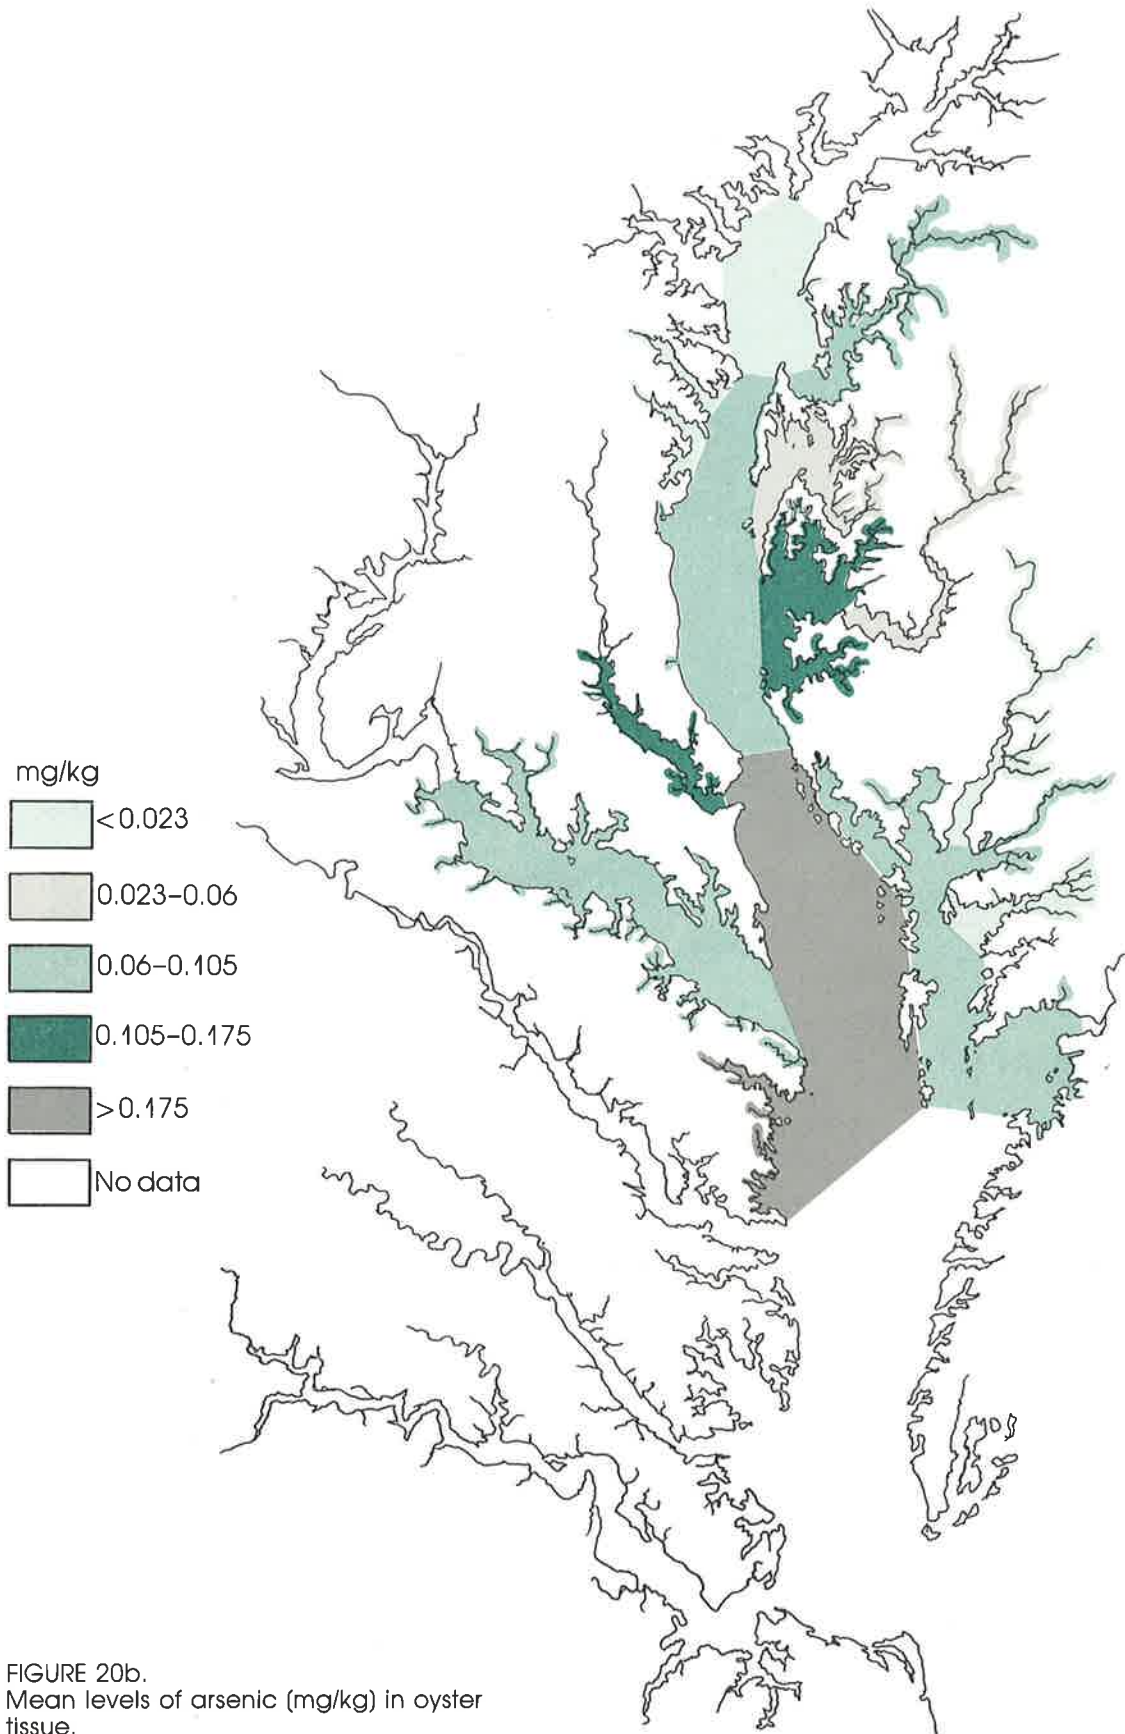 mg/kg
<0.023
0.023–0.06
0.06–0.105
0.105–0.175
>0.175
No data
FIGURE 20b.
Mean levels of arsenic (mg/kg) in oyster
tissue.